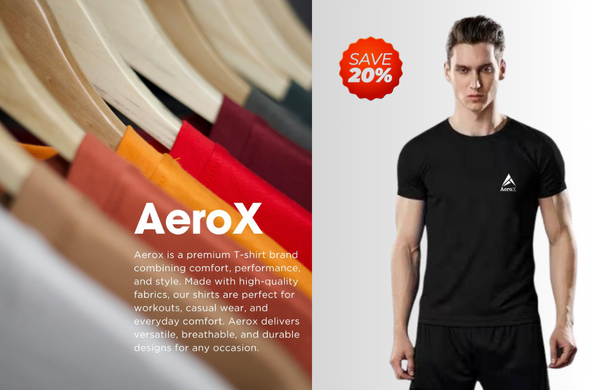 AeroX
Aerox is a premium T-shirt brand
combining comfort, performance,
and style. Made with high-quality
fabrics, our shirts are perfect for
workouts, casual wear, and
everyday comfort. Aerox delivers
versatile, breathable, and durable
designs for any occasion.
SAVE
20%
AeroX